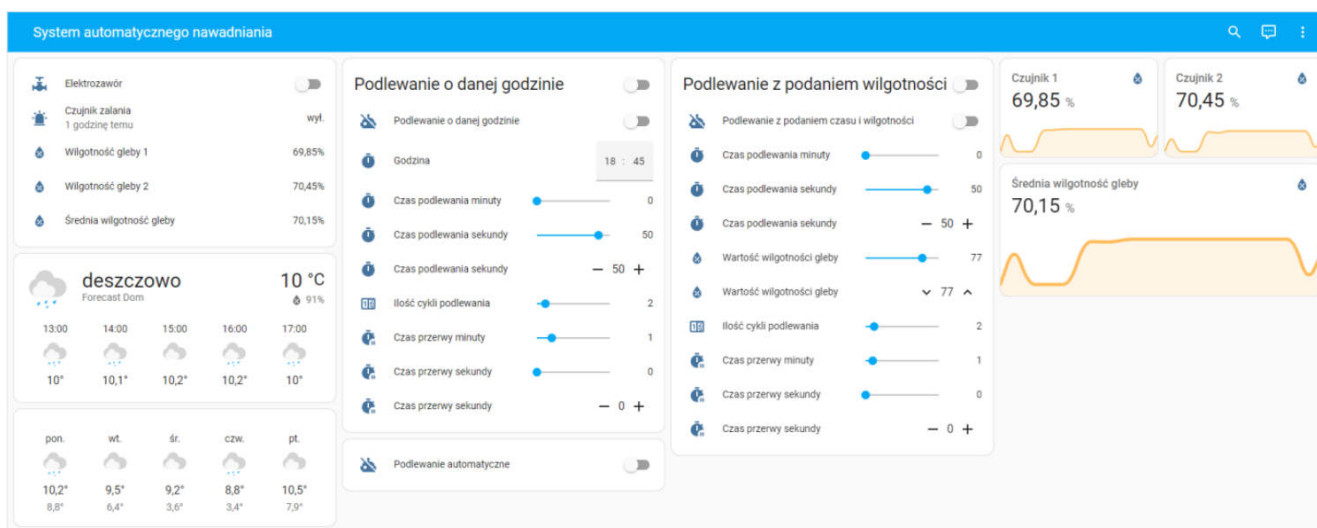 System automatycznego nawadniania
Elektrozawór
Czujnik zalania
1 godzinę temu
wył.
Wilgotność gleby 1
69,85%
Wilgotność gleby 2
70,45%
Średnia wilgotność gleby
70,15%
deszczowo
Forecast Dom
10 °C
91%
13:00 14:00 15:00 16:00 17:00
10° 10,1° 10,2° 10,2° 10°
pon. wt. śr. czw. pt.
10,2° 9,5° 9,2° 8,8° 10,5°
8,8° 6,4° 3,6° 3,4° 7,9°
Podlewanie o danej godzinie
Podlewanie o danej godzinie
Godzina
18 : 45
Czas podlewania minuty
0
Czas podlewania sekundy
50
Czas podlewania sekundy
− 50 +
Ilość cykli podlewania
2
Czas przerwy minuty
1
Czas przerwy sekundy
0
Czas przerwy sekundy
− 0 +
Podlewanie automatyczne
Podlewanie z podaniem wilgotności
Podlewanie z podaniem czasu i wilgotności
Czas podlewania minuty
0
Czas podlewania sekundy
50
Czas podlewania sekundy
− 50 +
Wartość wilgotności gleby
77
Wartość wilgotności gleby
77
Ilość cykli podlewania
2
Czas przerwy minuty
1
Czas przerwy sekundy
0
Czas przerwy sekundy
− 0 +
Czujnik 1
69,85 %
Czujnik 2
70,45 %
Średnia wilgotność gleby
70,15 %